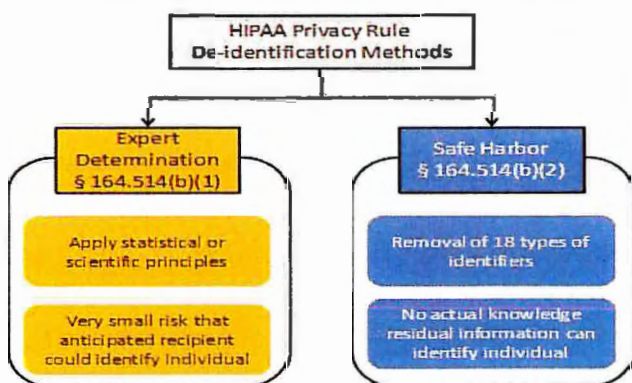 HIPAA Privacy Rule
De-identification Methods
Expert
Determination
§ 164.514(b)(1)
Apply statistical or
scientific principles
Very small risk that
anticipated recipient
could identify individual
Safe Harbor
§ 164.514(b)(2)
Removal of 18 types of
identifiers
No actual knowledge
residual information can
identify individual